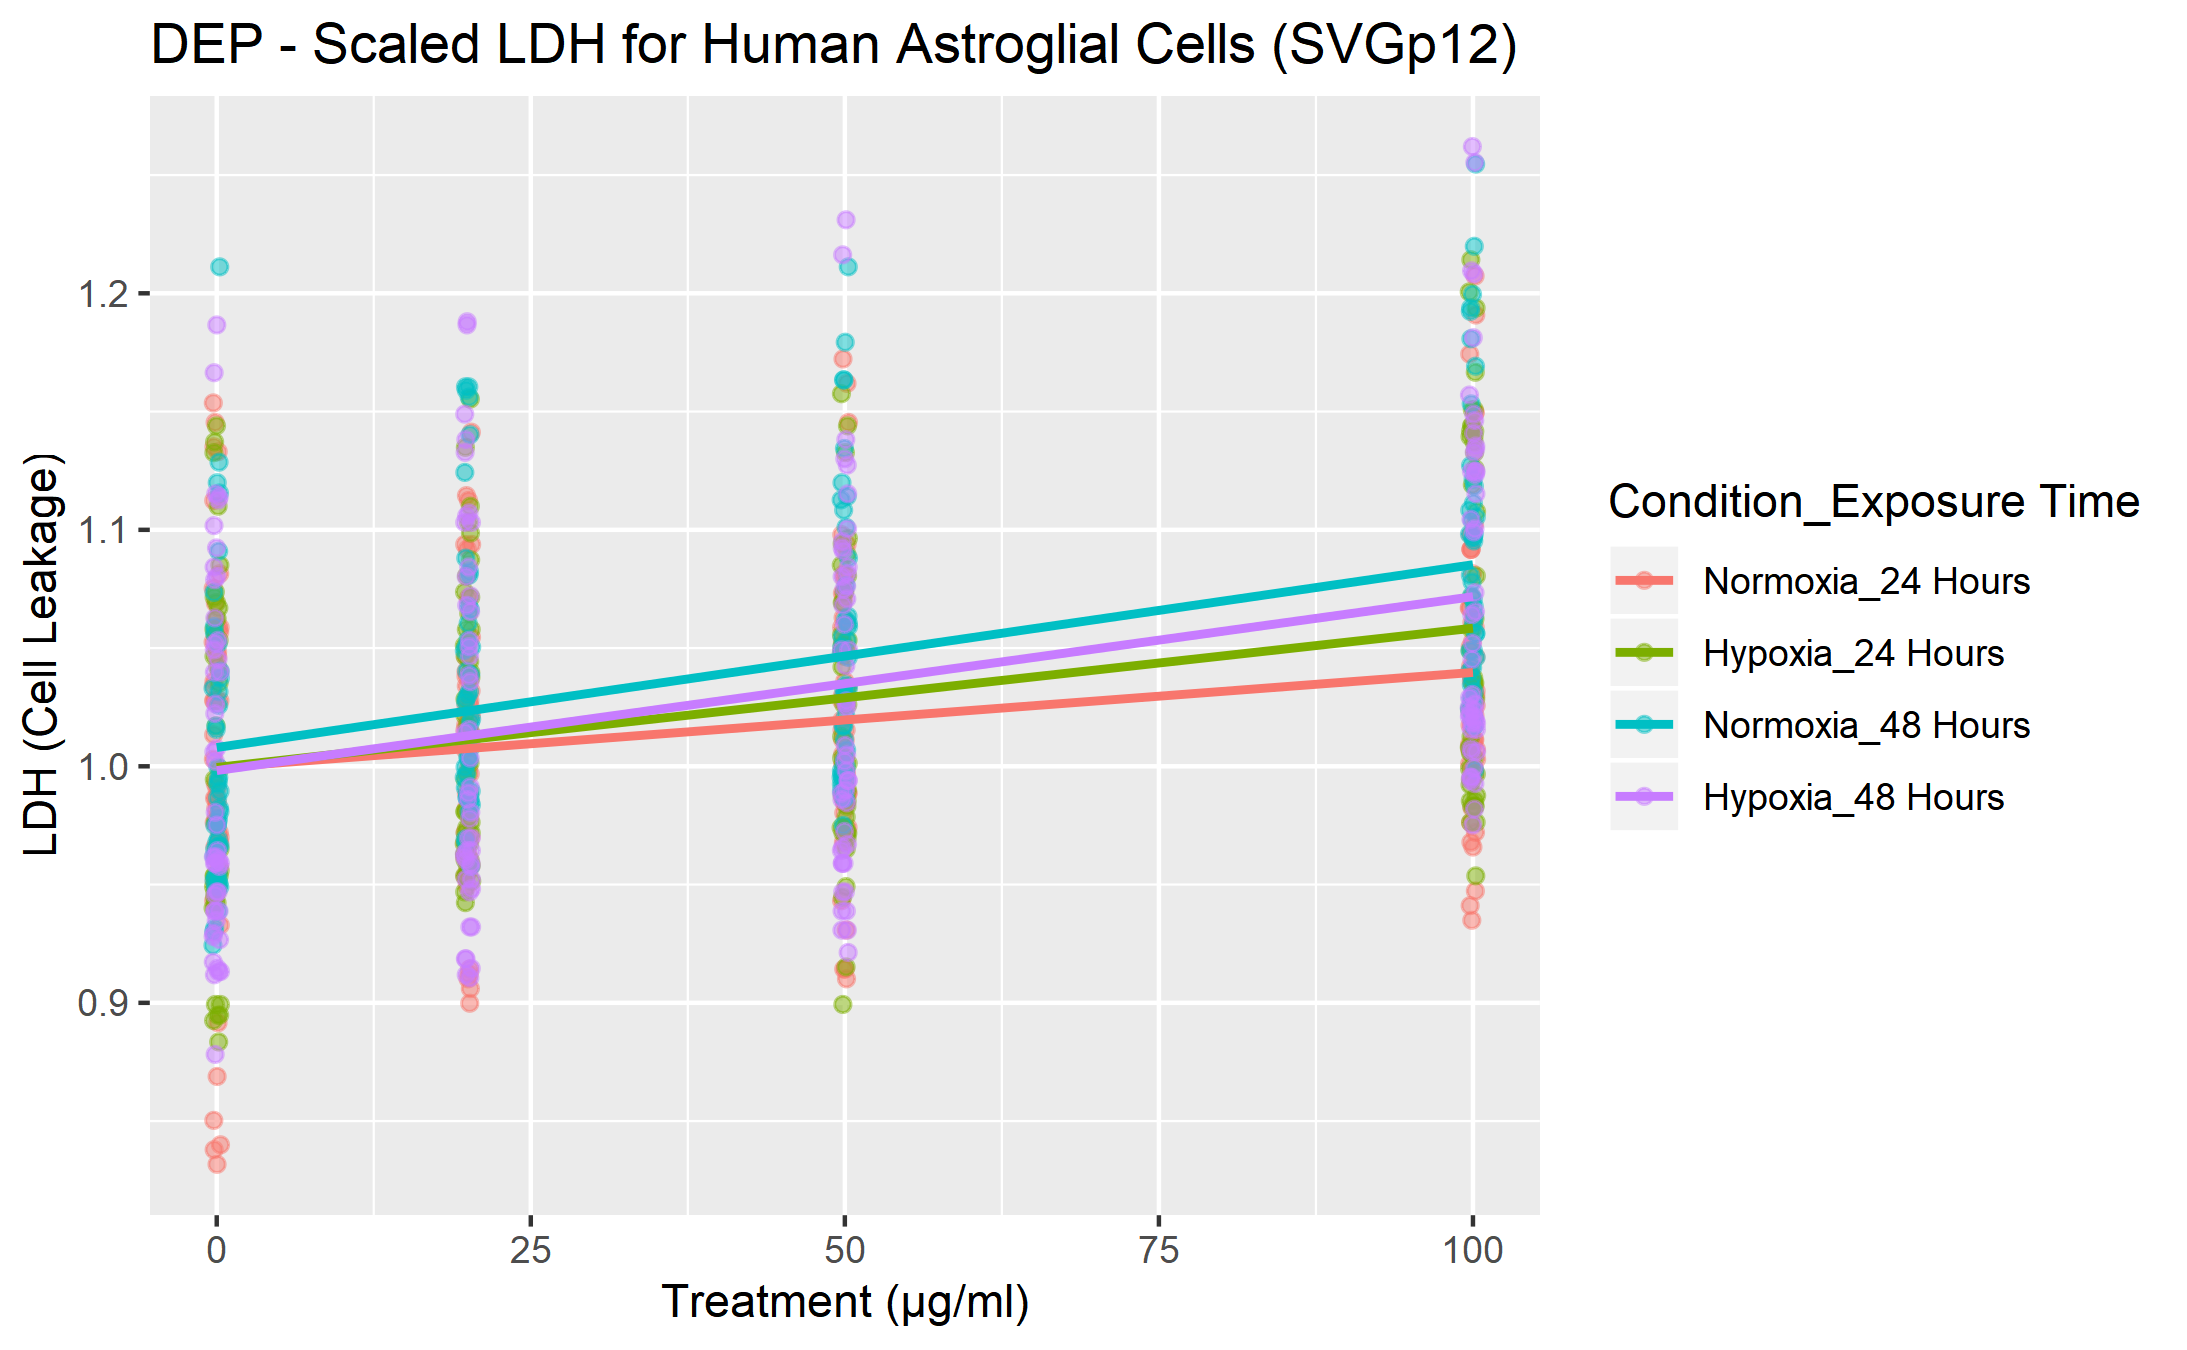 DEP - Scaled LDH for Human Astroglial Cells (SVGp12)
LDH (Cell Leakage)
1.2
1.1
1.0
0.9
0 25 50 75 100
Treatment (μg/ml)
Condition_Exposure Time
Normoxia_24 Hours
Hypoxia_24 Hours
Normoxia_48 Hours
Hypoxia_48 Hours